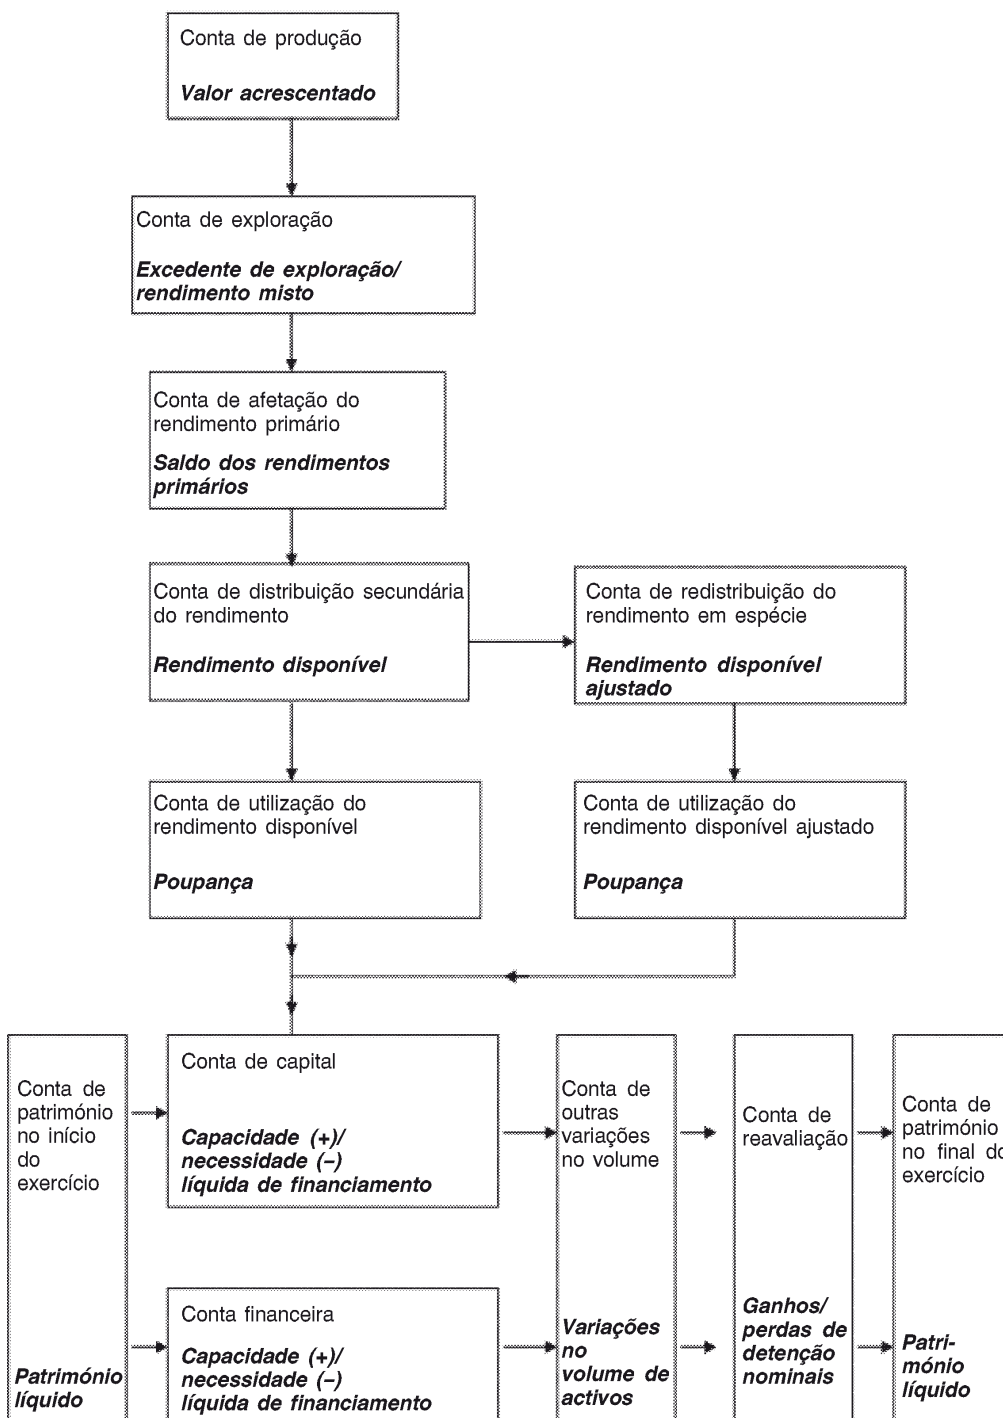 Conta de produção
Valor acrescentado
Conta de exploração
Excedente de exploração/
rendimento misto
Conta de afetação do
rendimento primário
Saldo dos rendimentos
primários
Conta de distribuição secundária
do rendimento
Rendimento disponível
Conta de redistribuição do
rendimento em espécie
Rendimento disponível
ajustado
Conta de utilização do
rendimento disponível
Poupança
Conta de utilização do
rendimento disponível ajustado
Poupança
Conta de
património
no início
do
exercício
Património
líquido
Conta de capital
Capacidade (+)/
necessidade (–)
líquida de financiamento
Conta financeira
Capacidade (+)/
necessidade (–)
líquida de financiamento
Conta de
outras
variações
no volume
Variações
no
volume de
activos
Conta de
reavaliação
Ganhos/
perdas de
detenção
nominais
Conta de
património
no final do
exercício
Patri-
mónio
líquido